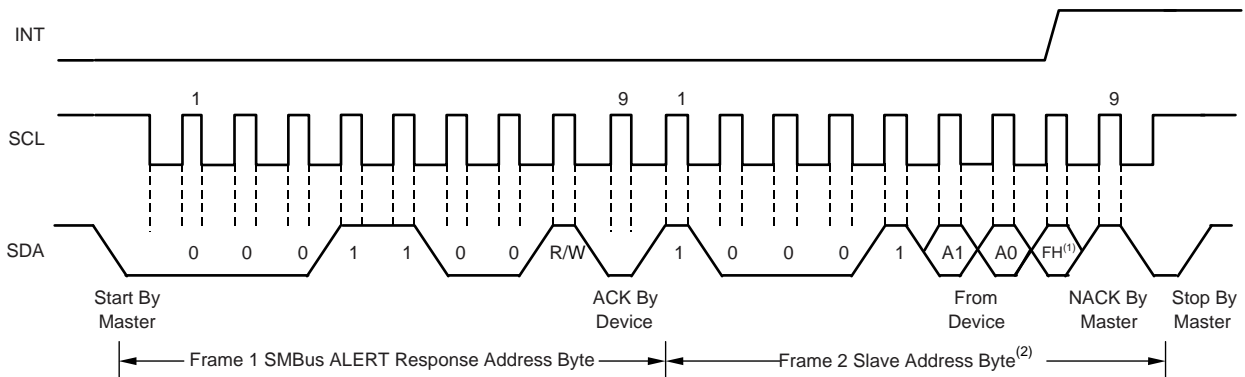 INT
1 9 1 9
SCL
SDA 0 0 0 1 1 0 0 R/W 1 0 0 0 1 A1 A0 FH(1)
Start By
Master
ACK By
Device
From
Device
NACK By
Master
Stop By
Master
Frame 1 SMBus ALERT Response Address Byte
Frame 2 Slave Address Byte(2)